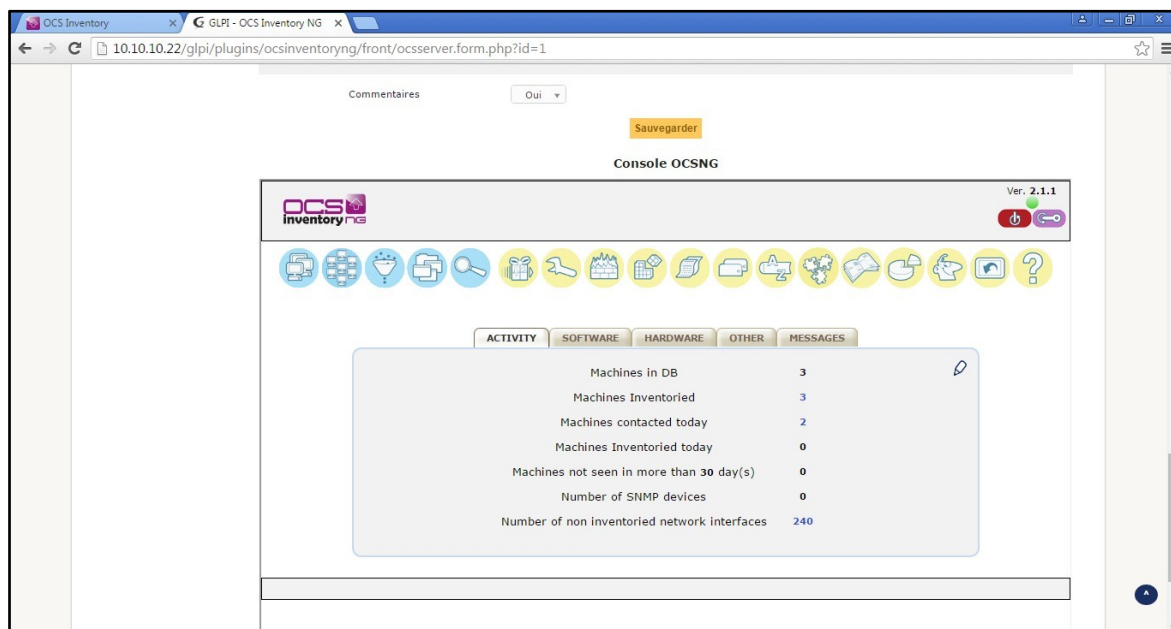 OCS Inventory
GLPI - OCS Inventory NG
10.10.10.22/glpi/plugins/ocsinventoryng/front/ocsserver.form.php?id=1
Commentaires Oui
Sauvegarder
Console OCSNG
OCS
inventory NG
Ver. 2.1.1
A
Z
?
ACTIVITY SOFTWARE HARDWARE OTHER MESSAGES
Machines in DB 3
Machines Inventoried 3
Machines contacted today 2
Machines Inventoried today 0
Machines not seen in more than 30 day(s) 0
Number of SNMP devices 0
Number of non inventoried network interfaces 240